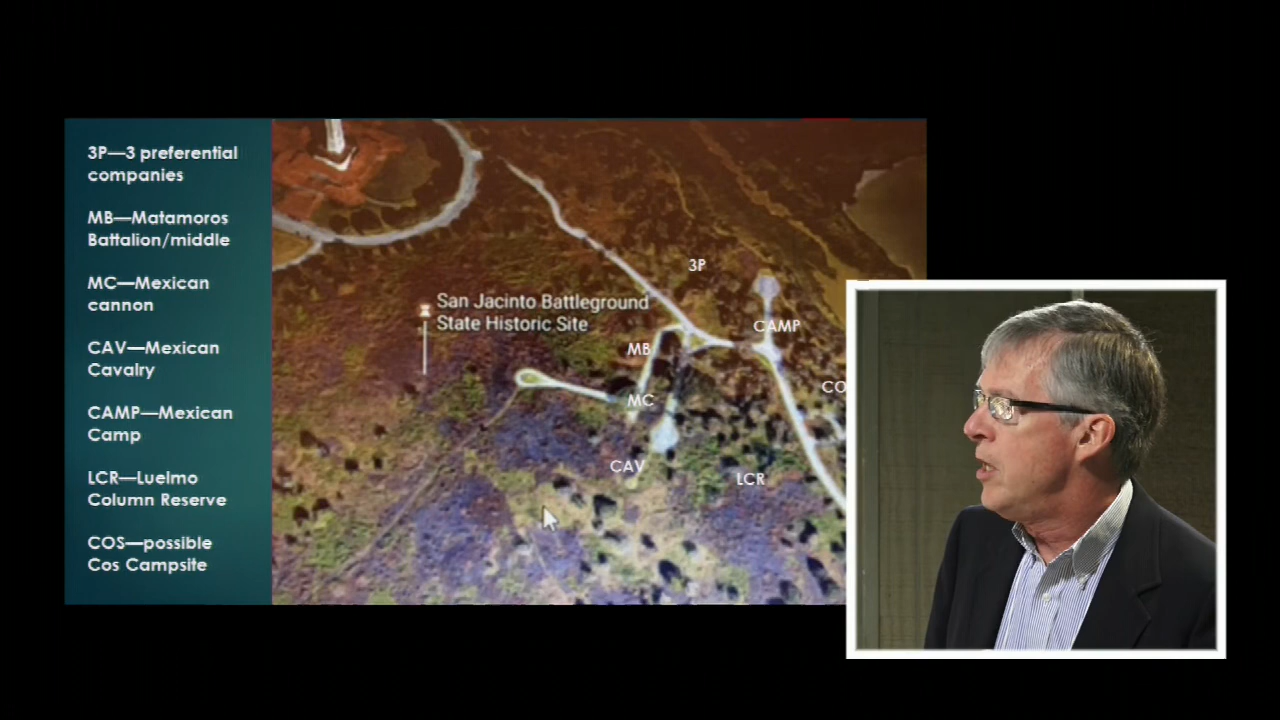 3P—3 preferential
companies
MB—Matamoros
Battalion/middle
MC—Mexican
cannon
CAV—Mexican
Cavalry
CAMP—Mexican
Camp
LCR—Luelmo
Column Reserve
COS—possible
Cos Campsite
3P
San Jacinto Battleground
State Historic Site
CAMP
MB
CO
MC
CAV
LCR